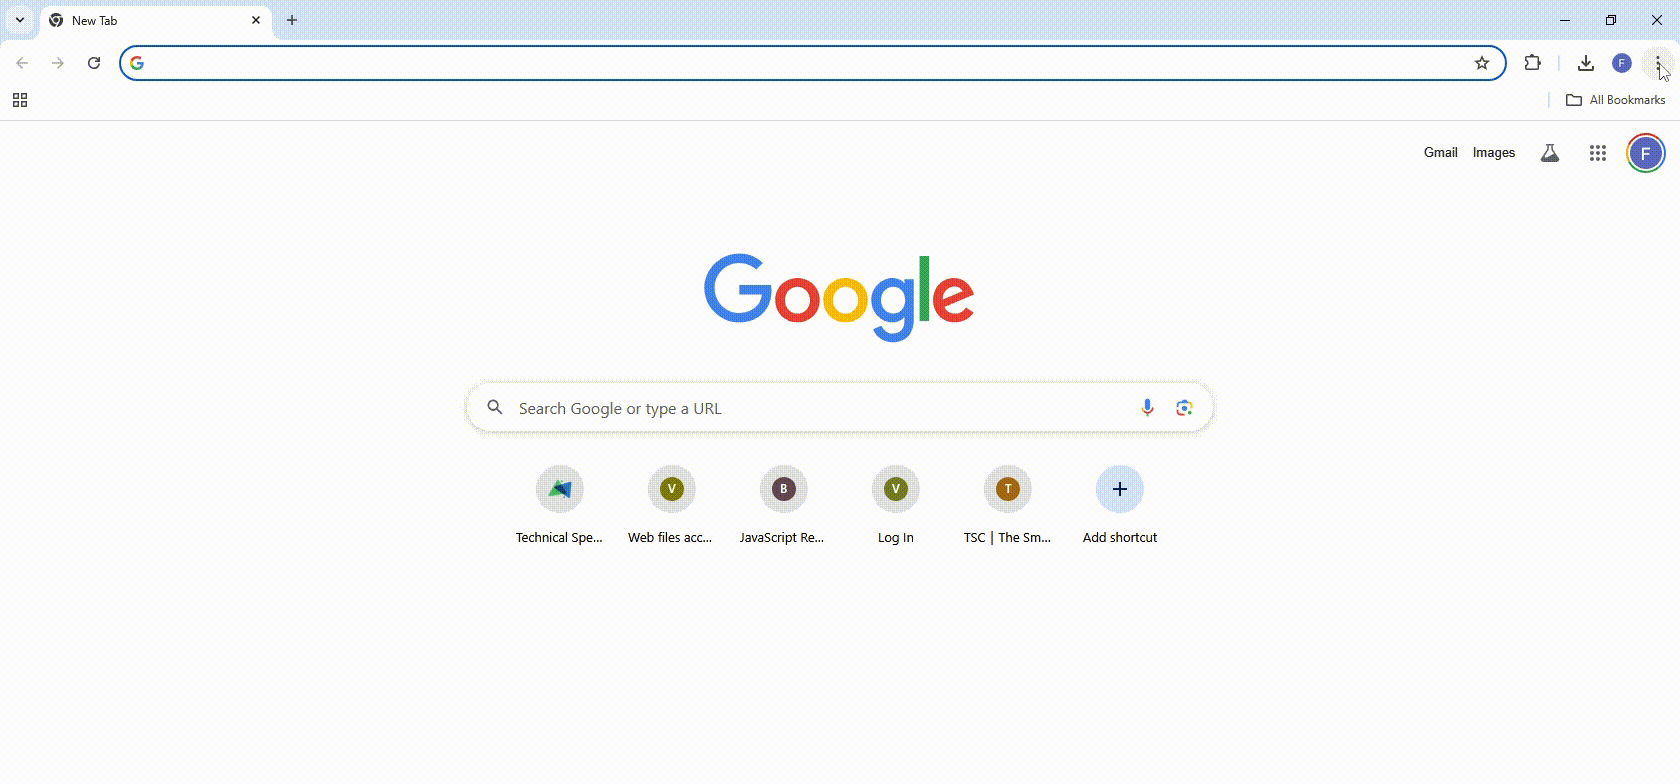 New Tab
All Bookmarks
F
Gmail Images F
Google
Search Google or type a URL
V B V T
Technical Spe... Web files acc... JavaScript Re... Log In TSC | The Sm... Add shortcut